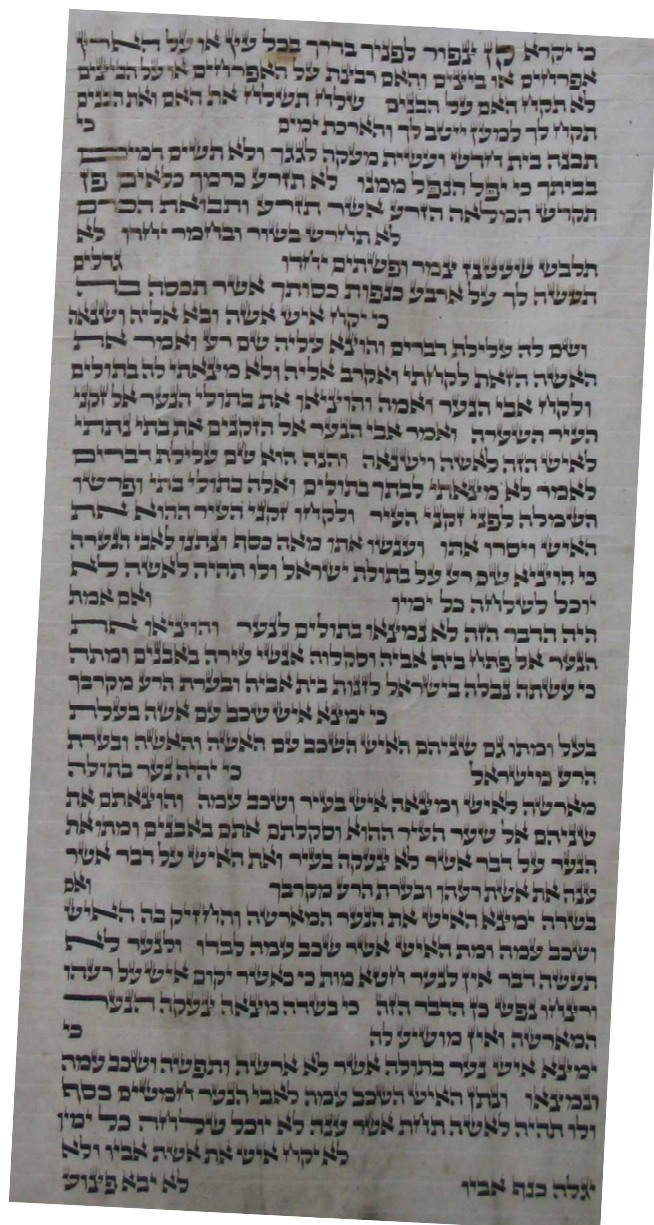 כי יקרא קן צפור לפניך בדרך בכל עץ או על הארץ
אפרחים או ביצים והאם רבצת על האפרחים או על הביצים
לא תקח האם על הבנים שלח תשלח את האם ואת הבנים
תקח לך למען ייטב לך והארכת ימים כי
תבנה בית חדש ועשית מעקה לגגך ולא תשים דמים
בביתך כי יפל הנפל ממנו לא תזרע כרמך כלאים פן
תקדש המלאה הזרע אשר תזרע ותבואת הכרם
לא תחרש בשור ובחמר יחדו לא
תלבש שעטנז צמר ופשתים יחדו גדלים
תעשה לך על ארבע כנפות כסותך אשר תכסה בה
כי יקח איש אשה ובא אליה ושנאה
ושם לה עלילת דברים והוצא עליה שם רע ואמר את
האשה הזאת לקחתי ואקרב אליה ולא מצאתי לה בתולים
ולקח אבי הנער ואמה והוציאו את בתולי הנער אל זקני
העיר השערה ואמר אבי הנער אל הזקנים את בתי נתתי
לאיש הזה לאשה וישנאה והנה הוא שם עלילת דברים
לאמר לא מצאתי לבתך בתולים ואלה בתולי בתי ופרשו
השמלה לפני זקני העיר ולקחו זקני העיר ההוא את
האיש ויסרו אתו וענשו אתו מאה כסף ונתנו לאבי הנערה
כי הוציא שם רע על בתולת ישראל ולו תהיה לאשה לא
יוכל לשלחה כל ימיו ואם אמת
היה הדבר הזה לא נמצאו בתולים לנער והוציאו את
הנער אל פתח בית אביה וסקלוה אנשי עירה באבנים ומתה
כי עשתה נבלה בישראל לזנות בית אביה ובערת הרע מקרבך
כי ימצא איש שכב עם אשה בעלת
בעל ומתו גם שניהם האיש השכב עם האשה והאשה ובערת
הרע מישראל כי יהיה נער בתולה
מארשה לאיש ומצאה איש בעיר ושכב עמה והוצאתם את
שניהם אל שער העיר ההוא וסקלתם אתם באבנים ומתו את
הנער על דבר אשר לא צעקה בעיר ואת האיש על דבר אשר
ענה את אשת רעהו ובערת הרע מקרבך ואם
בשדה ימצא האיש את הנער המארשה והחזיק בה האיש
ושכב עמה ומת האיש אשר שכב עמה לבדו ולנער לא
תעשה דבר אין לנער חטא מות כי כאשר יקום איש על רעהו
ורצחו נפש כן הדבר הזה כי בשדה מצאה צעקה הנער
המארשה ואין מושיע לה כי
ימצא איש נער בתולה אשר לא ארשה ותפשה ושכב עמה
ונמצאו ונתן האיש השכב עמה לאבי הנער חמשים כסף
ולו תהיה לאשה תחת אשר ענה לא יוכל שלחה כל ימיו
לא יקח איש את אשת אביו ולא
יגלה כנף אביו לא יבא פצוע